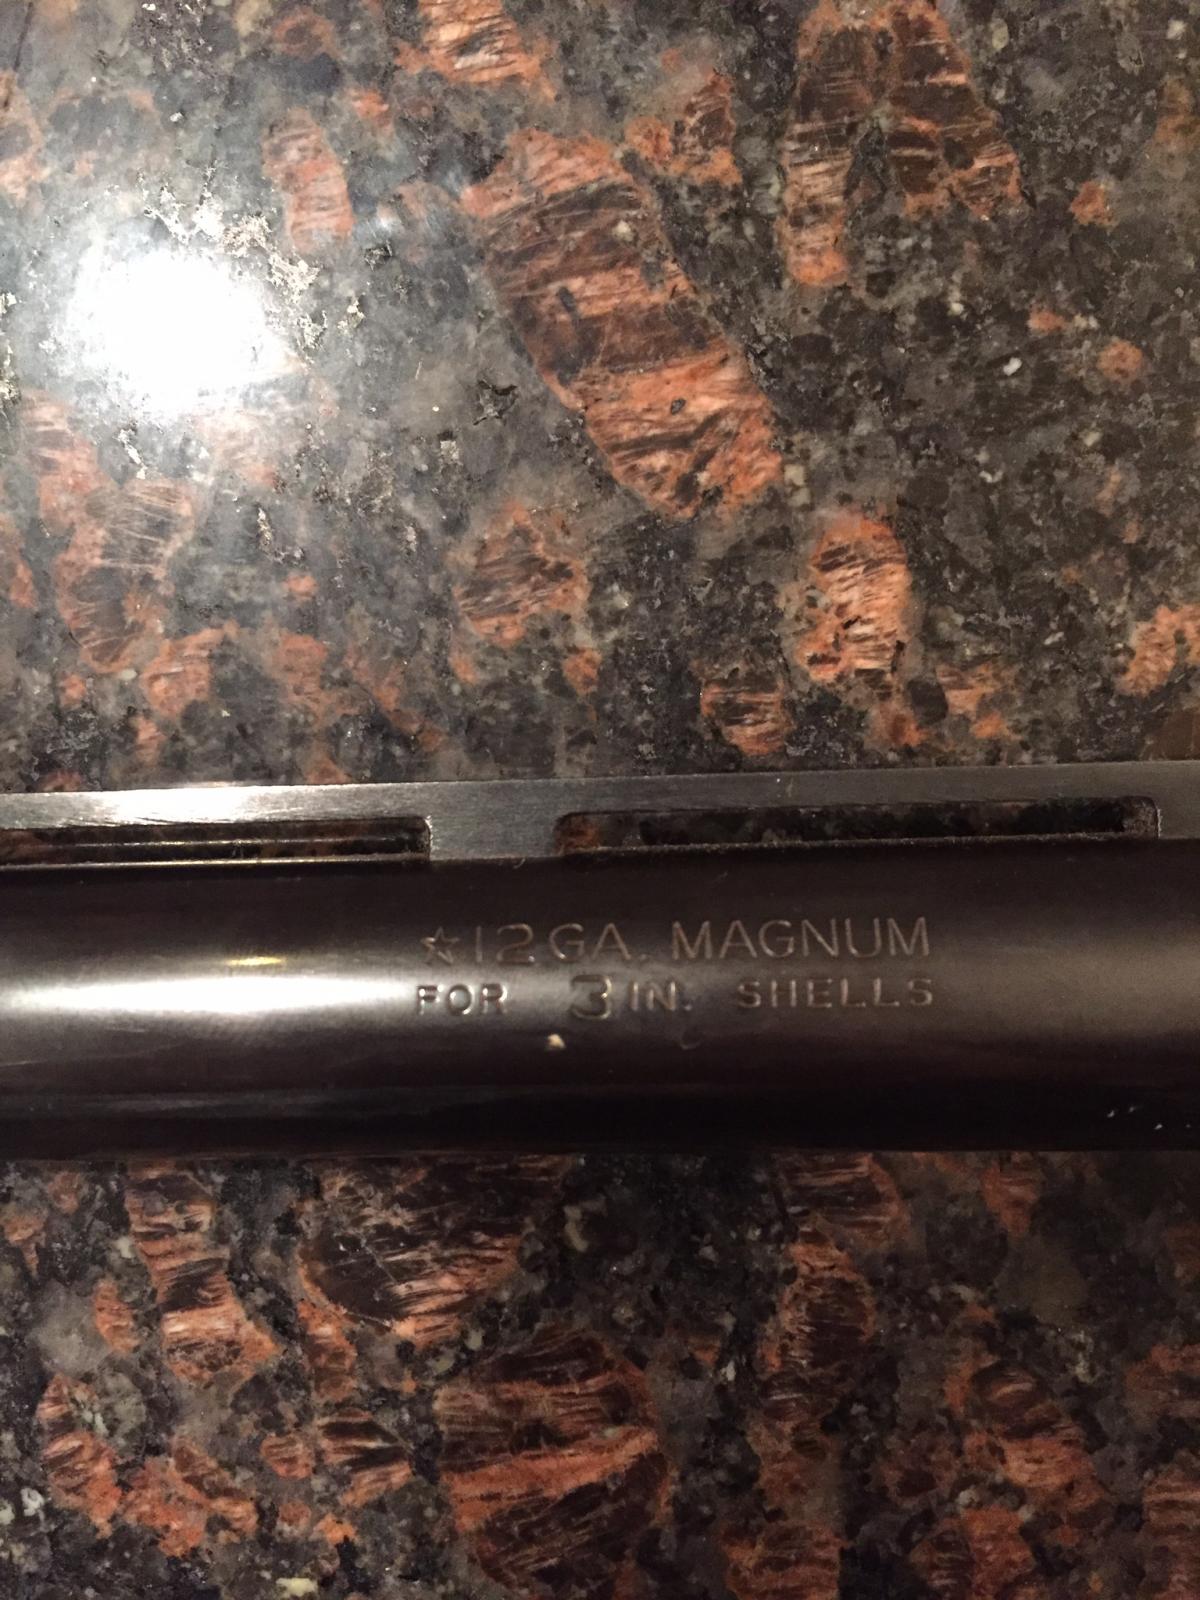 ☆12 GA. MAGNUM
FOR 3 IN. SHELLS